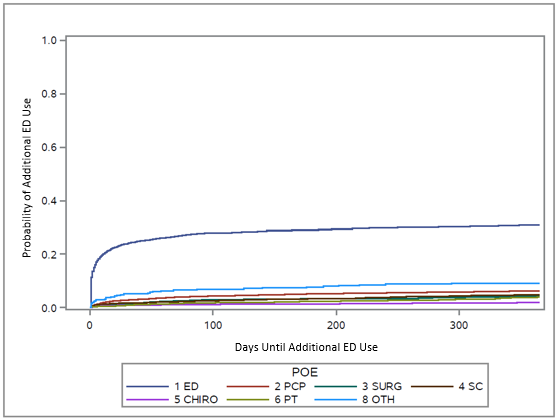 1.0
0.8
0.6
0.4
0.2
0.0
Probability of Additional ED Use
0 100 200 300
Days Until Additional ED Use
POE
1 ED 2 PCP 3 SURG 4 SC
5 CHIRO 6 PT 8 OTH